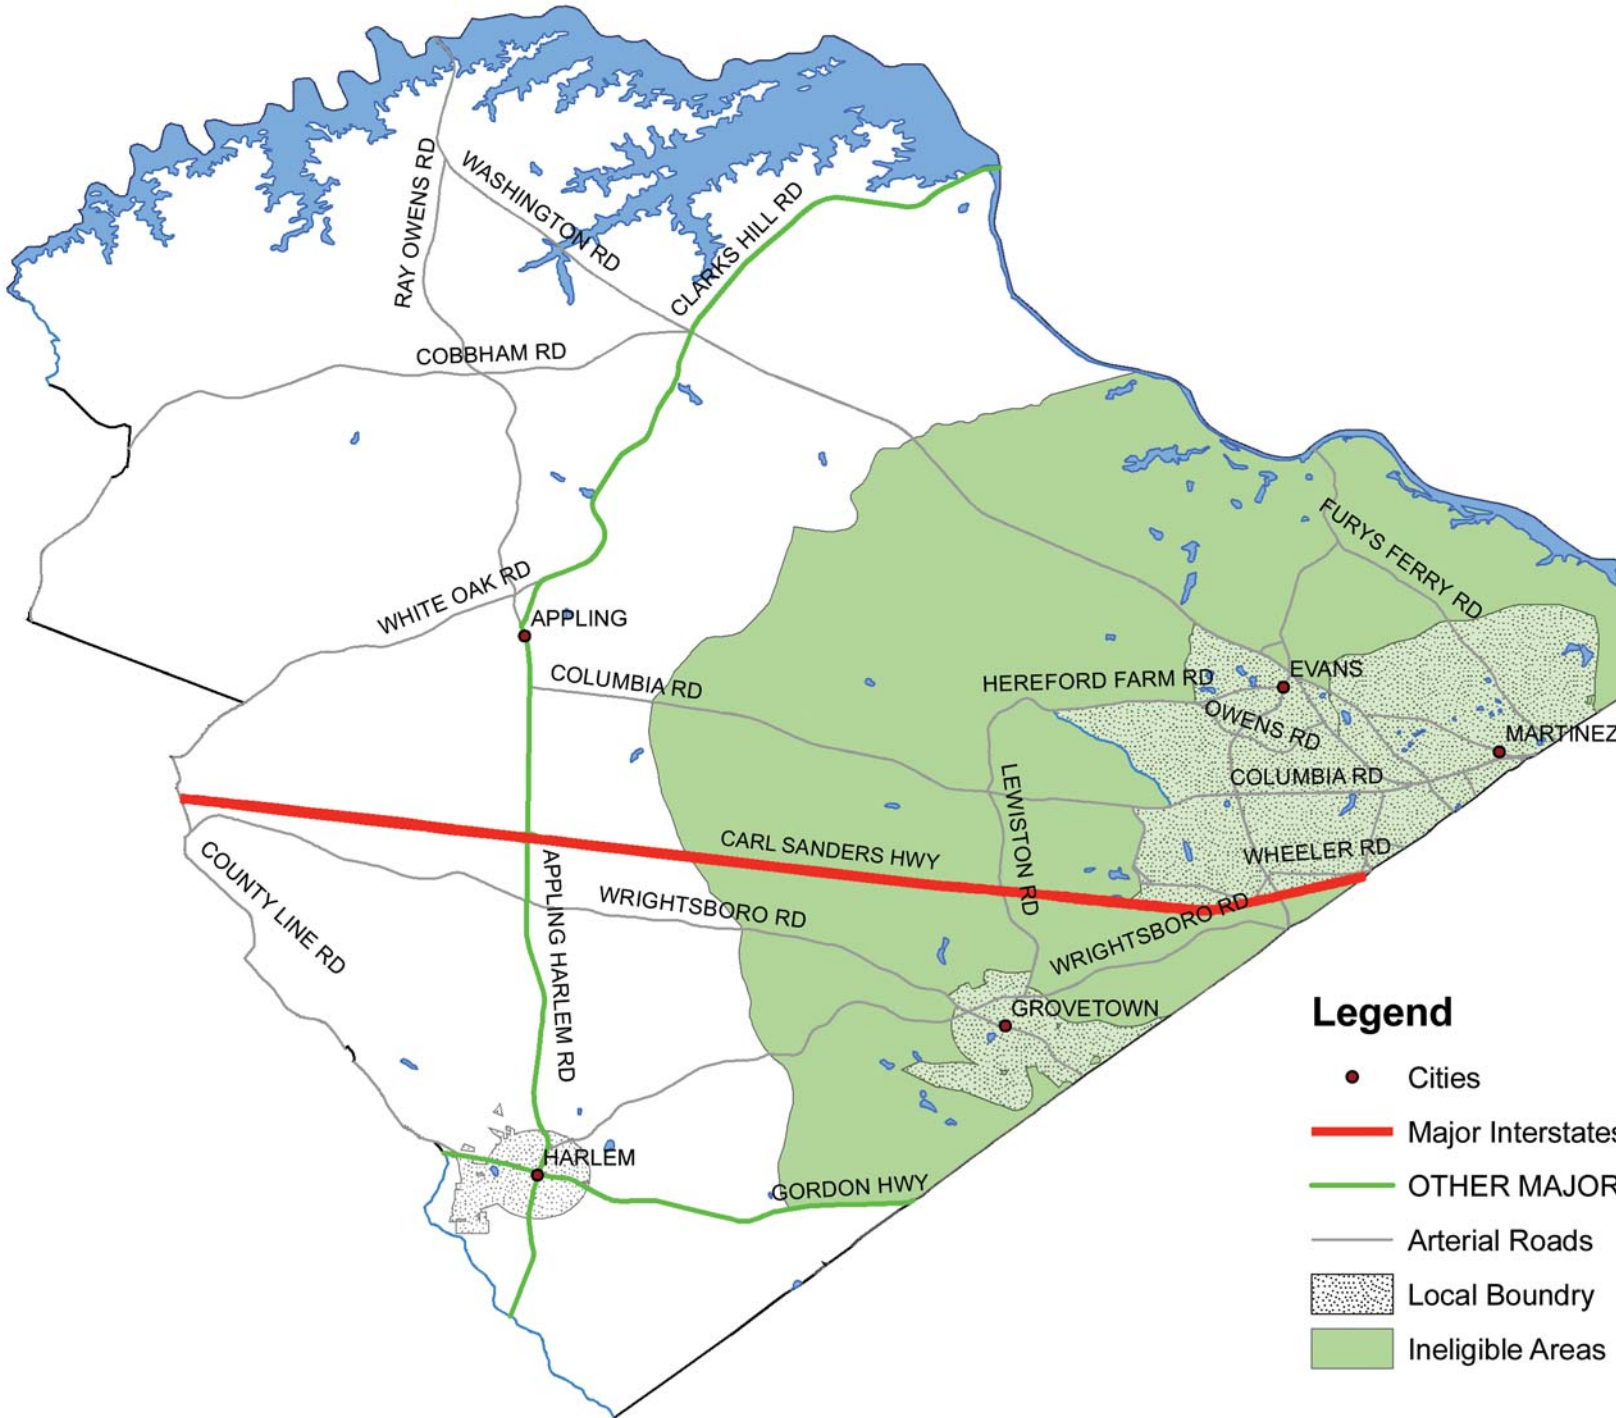 RAY OWENS RD
WASHINGTON RD
CLARKS HILL RD
COBBHAM RD
FURYS FERRY RD
WHITE OAK RD
APPLING
COLUMBIA RD
HEREFORD FARM RD
EVANS
OWENS RD
MARTINEZ
COLUMBIA RD
LEWISTON RD
CARL SANDERS HWY
WHEELER RD
COUNTY LINE RD
APPLING HARLEM RD
WRIGHTSBORO RD
WRIGHTSBORO RD
GROVETOWN
HARLEM
GORDON HWY
Legend
Cities
Major Interstates
OTHER MAJOR
Arterial Roads
Local Boundry
Ineligible Areas